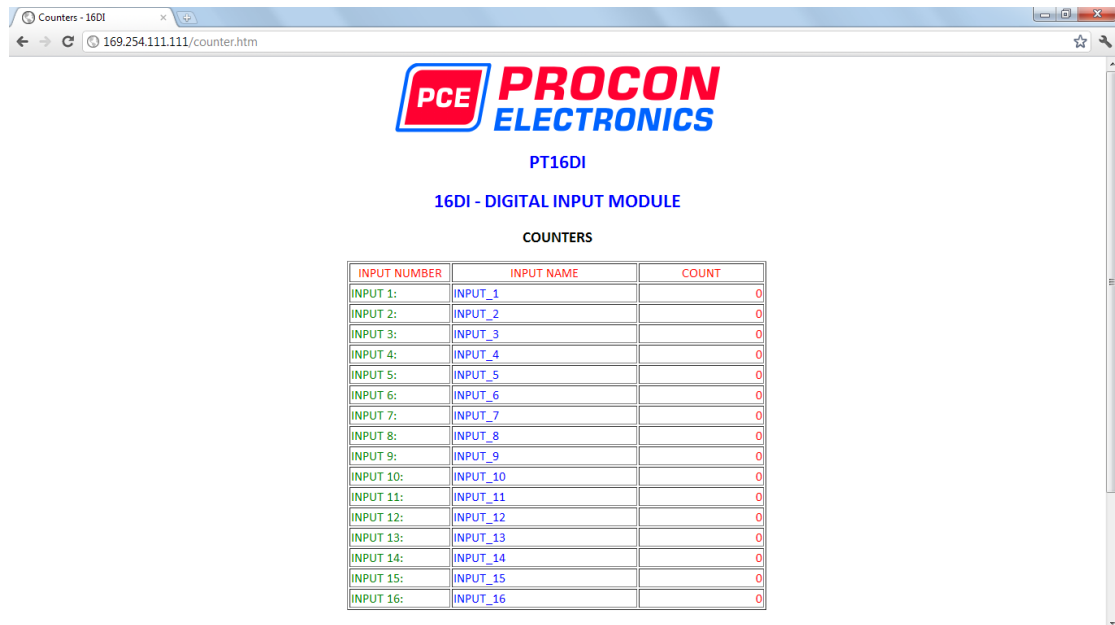 Counters - 16DI
169.254.111.111/counter.htm
PCE PROCON
ELECTRONICS
PT16DI
16DI - DIGITAL INPUT MODULE
COUNTERS
INPUT NUMBER INPUT NAME COUNT
INPUT 1: INPUT_1 0
INPUT 2: INPUT_2 0
INPUT 3: INPUT_3 0
INPUT 4: INPUT_4 0
INPUT 5: INPUT_5 0
INPUT 6: INPUT_6 0
INPUT 7: INPUT_7 0
INPUT 8: INPUT_8 0
INPUT 9: INPUT_9 0
INPUT 10: INPUT_10 0
INPUT 11: INPUT_11 0
INPUT 12: INPUT_12 0
INPUT 13: INPUT_13 0
INPUT 14: INPUT_14 0
INPUT 15: INPUT_15 0
INPUT 16: INPUT_16 0